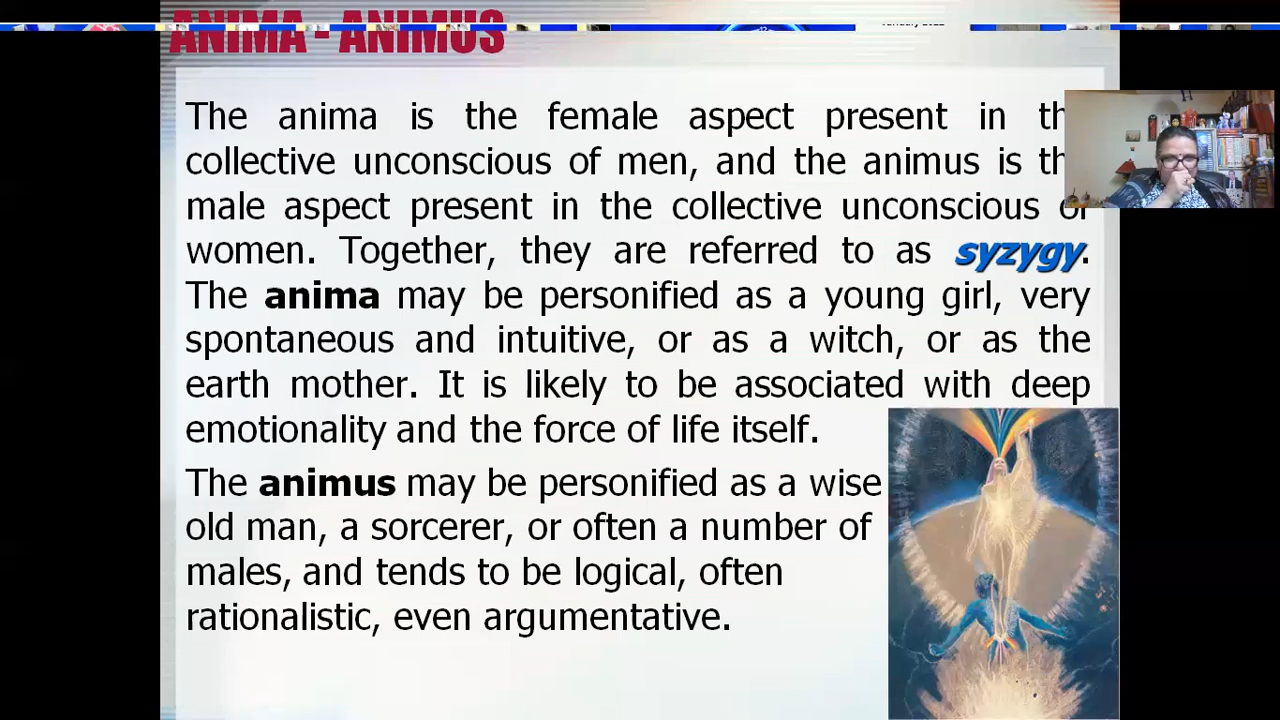 ANIMA - ANIMUS
The anima is the female aspect present in
collective unconscious of men, and the animus is
male aspect present in the collective unconscious
women. Together, they are referred to as syzygy.
The anima may be personified as a young girl, very
spontaneous and intuitive, or as a witch, or as the
earth mother. It is likely to be associated with deep
emotionality and the force of life itself.
The animus may be personified as a wise
old man, a sorcerer, or often a number of
males, and tends to be logical, often
rationalistic, even argumentative.